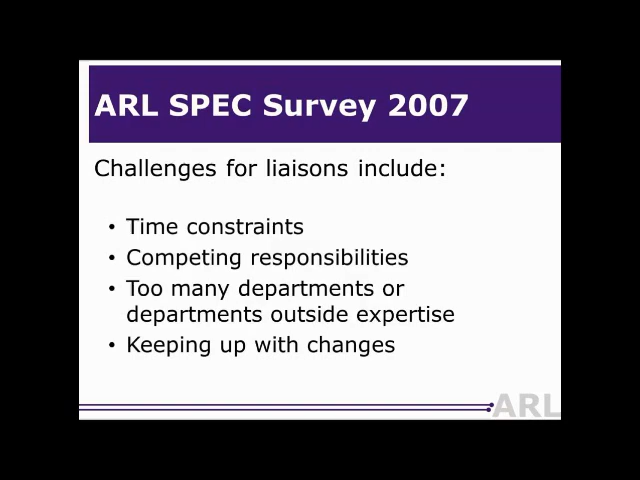 ARL SPEC Survey 2007
Challenges for liaisons include:
• Time constraints
• Competing responsibilities
• Too many departments or
departments outside expertise
• Keeping up with changes
ARL